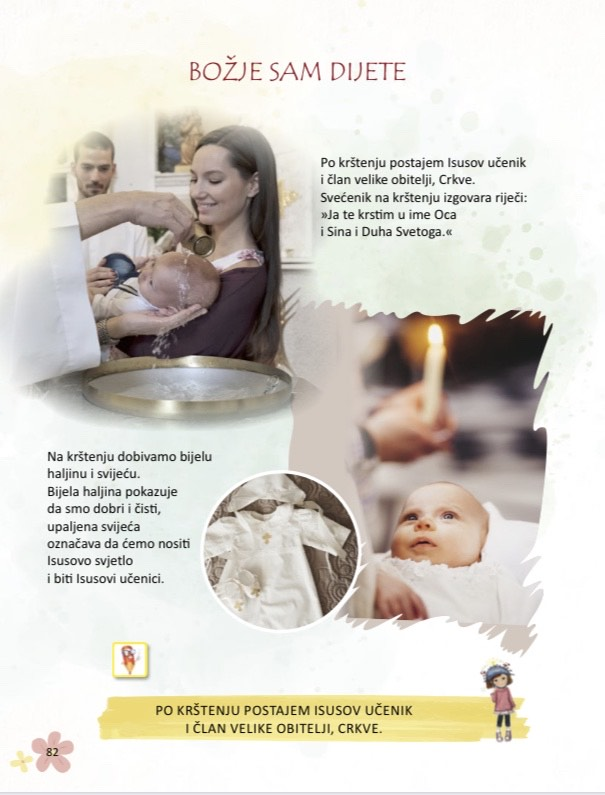 BOŽJE SAM DIJETE
Po krštenju postajem Isusov učenik
i član velike obitelji, Crkve.
Svećenik na krštenju izgovara riječi:
»Ja te krstim u ime Oca
i Sina i Duha Svetoga.«
Na krštenju dobivamo bijelu
haljinu i svijeću.
Bijela haljina pokazuje
da smo dobri i čisti,
upaljena svijeća
označava da ćemo nositi
Isusovo svjetlo
i biti Isusovi učenici.
PO KRŠTENJU POSTAJEM ISUSOV UČENIK
I ČLAN VELIKE OBITELJI, CRKVE.
82